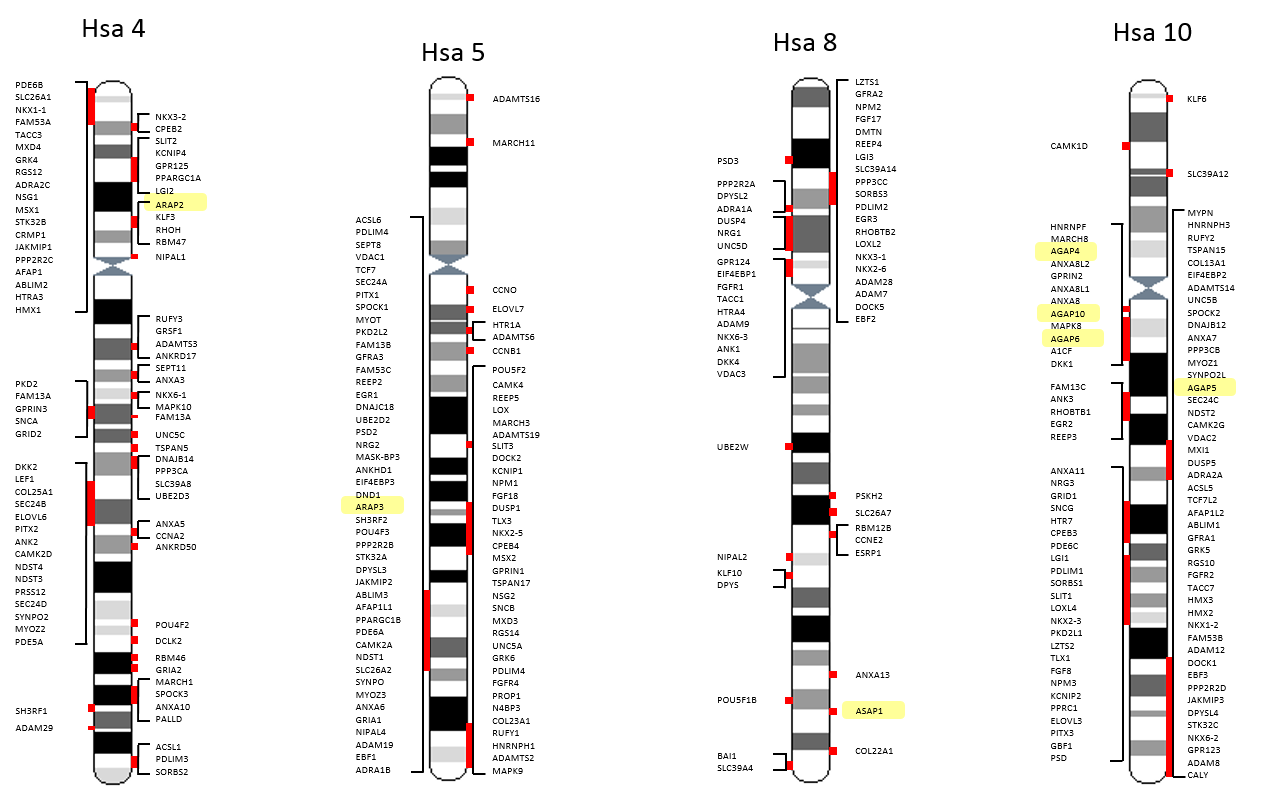 Hsa 4
PDE6B
SLC26A1
NKX1-1
FAM53A
TACC3
MXD4
GRK4
RGS12
ADRA2C
NSG1
MSX1
STK32B
CRMP1
JAKMIP1
PPP2R2C
AFAP1
ABLIM2
HTRA3
HMX1
PKD2
FAM13A
GPRIN3
SNCA
GRID2
DKK2
LEF1
COL25A1
SEC24B
ELOVL6
PITX2
ANK2
CAMK2D
NDST4
NDST3
PRSS12
SEC24D
SYNPO2
MYOZ2
PDE5A
SH3RF1
ADAM29
NKX3-2
CPEB2
SLIT2
KCNIP4
GPR125
PPARGC1A
LGI2
ARAP2
KLF3
RHOH
RBM47
NIPAL1
RUFY3
GRSF1
ADAMTS3
ANKRD17
SEPT11
ANXA3
NKX6-1
MAPK10
FAM13A
UNC5C
TSPAN5
DNAJB14
PPP3CA
SLC39A8
UBE2D3
ANXA5
CCNA2
ANKRD50
POU4F2
DCLK2
RBM46
GRIA2
MARCH1
SPOCK3
ANXA10
PALLD
ACSL1
PDLIM3
SORBS2
Hsa 5
ACSL6
PDLIM4
SEPT8
VDAC1
TCF7
SEC24A
PITX1
SPOCK1
MYOT
PKD2L2
FAM13B
GFRA3
FAM53C
REEP2
EGR1
DNAJC18
UBE2D2
PSD2
NRG2
MASK-BP3
ANKHD1
EIF4EBP3
DND1
ARAP3
SH3RF2
POU4F3
PPP2R2B
STK32A
DPYSL3
JAKMIP2
ABLIM3
AFAP1L1
PPARGC1B
PDE6A
CAMK2A
NDST1
SLC26A2
SYNPO
MYOZ3
ANXA6
GRIA1
NIPAL4
ADAM19
EBF1
ADRA1B
ADAMTS16
MARCH11
CCNO
ELOVL7
HTR1A
ADAMTS6
CCNB1
POU5F2
CAMK4
REEP5
LOX
MARCH3
ADAMTS19
SLIT3
DOCK2
KCNIP1
NPM1
FGF18
DUSP1
TLX3
NKX2-5
CPEB4
MSX2
GPRIN1
TSPAN17
NSG2
SNCB
MXD3
RGS14
UNC5A
GRK6
PDLIM4
FGFR4
PROP1
N4BP3
COL23A1
RUFY1
HNRNPH1
ADAMTS2
MAPK9
Hsa 8
PSD3
PPP2R2A
DPYSL2
ADRA1A
DUSP4
NRG1
UNC5D
GPR124
EIF4EBP1
FGFR1
TACC1
HTRA4
ADAM9
NKX6-3
ANK1
DKK4
VDAC3
UBE2W
NIPAL2
KLF10
DPYS
POU5F1B
BAI1
SLC39A4
LZTS1
GFRA2
NPM2
FGF17
DMTN
REEP4
LGI3
SLC39A14
PPP3CC
SORBS3
PDLIM2
EGR3
RHOBTB2
LOXL2
NKX3-1
NKX2-6
ADAM28
ADAM7
DOCK5
EBF2
PSKH2
SLC26A7
RBM12B
CCNE2
ESRP1
ANXA13
ASAP1
COL22A1
Hsa 10
CAMK1D
HNRNPF
MARCH8
AGAP4
ANXA8L2
GPRIN2
ANXA8L1
ANXA8
AGAP10
MAPK8
AGAP6
A1CF
DKK1
FAM13C
ANK3
RHOBTB1
EGR2
REEP3
ANXA11
NRG3
GRID1
SNCG
HTR7
CPEB3
PDE6C
LGI1
PDLIM1
SORBS1
SLIT1
LOXL4
NKX2-3
PKD2L1
LZTS2
TLX1
FGF8
NPM3
KCNIP2
PPRC1
ELOVL3
PITX3
GBF1
PSD
KLF6
SLC39A12
MYPN
HNRNPH3
RUFY2
TSPAN15
COL13A1
EIF4EBP2
ADAMTS14
UNC5B
SPOCK2
DNAJB12
ANXA7
PPP3CB
MYOZ1
SYNPO2L
AGAP5
SEC24C
NDST2
CAMK2G
VDAC2
MXI1
DUSP5
ADRA2A
ACSL5
TCF7L2
AFAP1L2
ABLIM1
GFRA1
GRK5
RGS10
FGFR2
TACC7
HMX3
HMX2
NKX1-2
FAM53B
ADAM12
DOCK1
EBF3
PPP2R2D
JAKMIP3
DPYSL4
STK32C
NKX6-2
GPR123
ADAM8
CALY